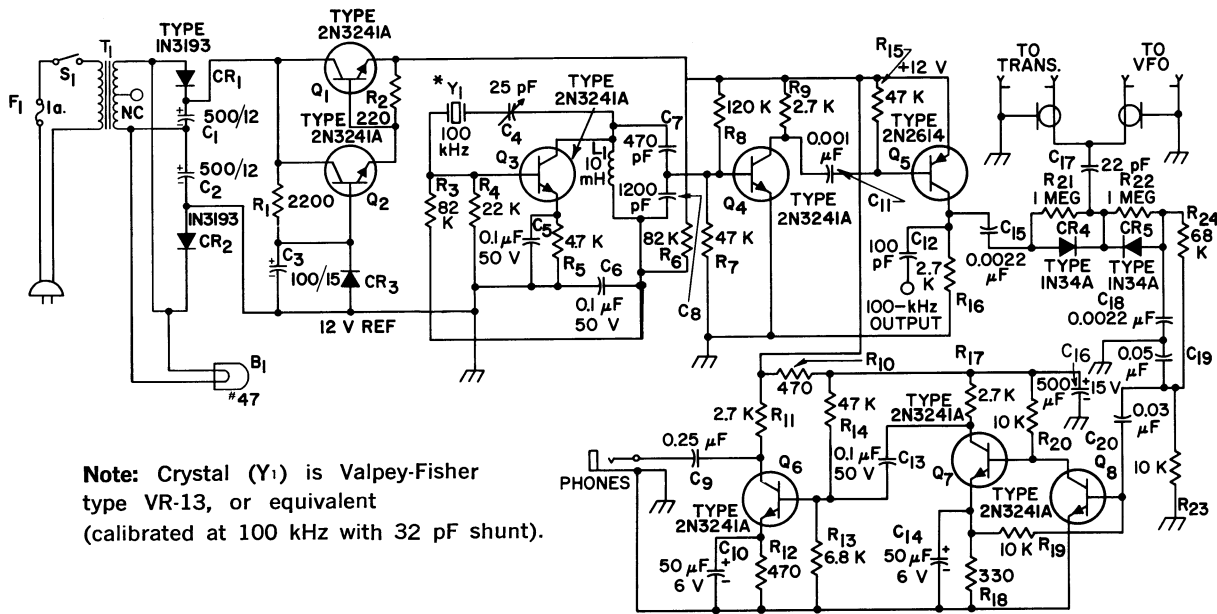 F1
1a.
S1
T1
NC
TYPE
1N3193
CR1
500/12
C1
500/12
C2
1N3193
CR2
B1
#47
TYPE
2N3241A
Q1
R2
220
TYPE
2N3241A
Q2
R1
2200
C3
100/15
CR3
12 V REF
* Y1
100
kHz
25 pF
C4
TYPE
2N3241A
Q3
R3
82
K
R4
22 K
C5
0.1 µF
50 V
4.7 K
R5
C6
0.1 µF
50 V
L1
10
mH
C7
470
pF
1200
pF
82 K
R6
C8
47 K
R7
120 K
R8
R9
2.7 K
Q4
TYPE
2N3241A
0.001
µF
C11
R15
+12 V
47 K
TYPE
2N2614
Q5
100
pF
C12
100-kHz
OUTPUT
2.7
K
R16
C15
0.0022
µF
TO
TRANS.
TO
VFO
C17
22 pF
R21
1 MEG
R22
1 MEG
CR4
TYPE
1N34A
CR5
TYPE
1N34A
R24
68
K
C18
0.0022 µF
0.05
µF
C19
R10
470
2.7 K
R11
47 K
R14
R17
2.7 K
TYPE
2N3241A
10 K
R20
C16
500
µF
15 V
0.03
µF
C20
10 K
R23
PHONES
0.25 µF
C9
Q6
TYPE
2N3241A
0.1 µF
50 V
C13
Q7
TYPE
2N3241A
Q8
C10
50 µF
6 V
R12
470
R13
6.8 K
C14
50 µF
6 V
10 K
R19
330
R18
Note: Crystal (Y1) is Valpey-Fisher
type VR-13, or equivalent
(calibrated at 100 kHz with 32 pF shunt).